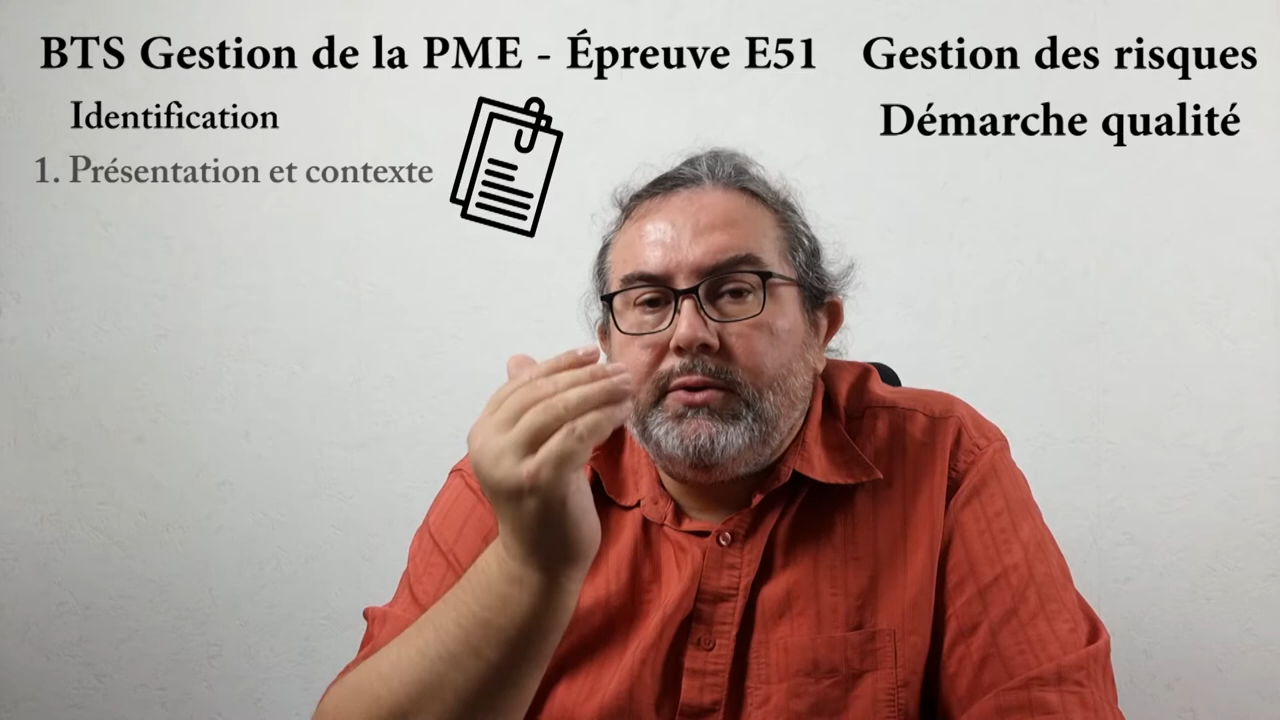 BTS Gestion de la PME - Épreuve E51
Gestion des risques
Démarche qualité
Identification
1. Présentation et contexte